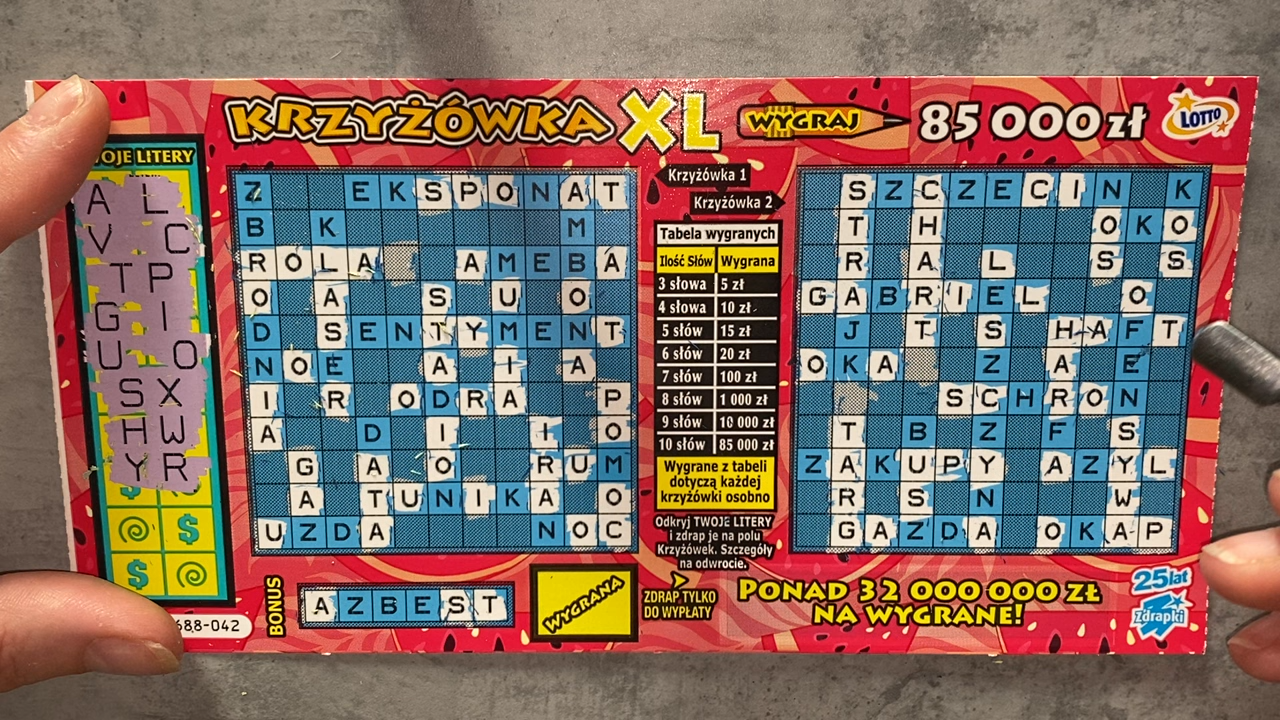 KRZYŻÓWKA XL
WYGRAJ
85 000 zł
LOTTO
OJE LITERY
A L
V C
T P
G I
U O
S X
H W
Y R
$
$
$
688-042
Z EKSPONAT
B K M
ROLA AMEBA
O A S U O
D SENTYMENT
NOE A I A
I R ODRA P
A D I I O
G A O RUM
A TUNIKA O
UZDA NOC
BONUS
AZBEST
WYGRANA
Krzyżówka 1
Krzyżówka 2
Tabela wygranych
Ilość Słów Wygrana
3 słowa 5 zł
4 słowa 10 zł
5 słów 15 zł
6 słów 20 zł
7 słów 100 zł
8 słów 1 000 zł
9 słów 10 000 zł
10 słów 85 000 zł
Wygrane z tabeli
dotyczą każdej
krzyżówki osobno
Odkryj TWOJE LITERY
i zdrap je na polu
Krzyżówek. Szczegóły
na odwrocie.
ZDRAP TYLKO
DO WYPŁATY
SZCZECIN K
T H OKO
R A L S S
GABRIEL O
J T S HAFT
OKA Z A E
SCHRON
T B Z F S
ZAKUPY AZYL
R S N W
GAZDA OKAP
PONAD 32 000 000 ZŁ
NA WYGRANE!
25 lat
zdrapki